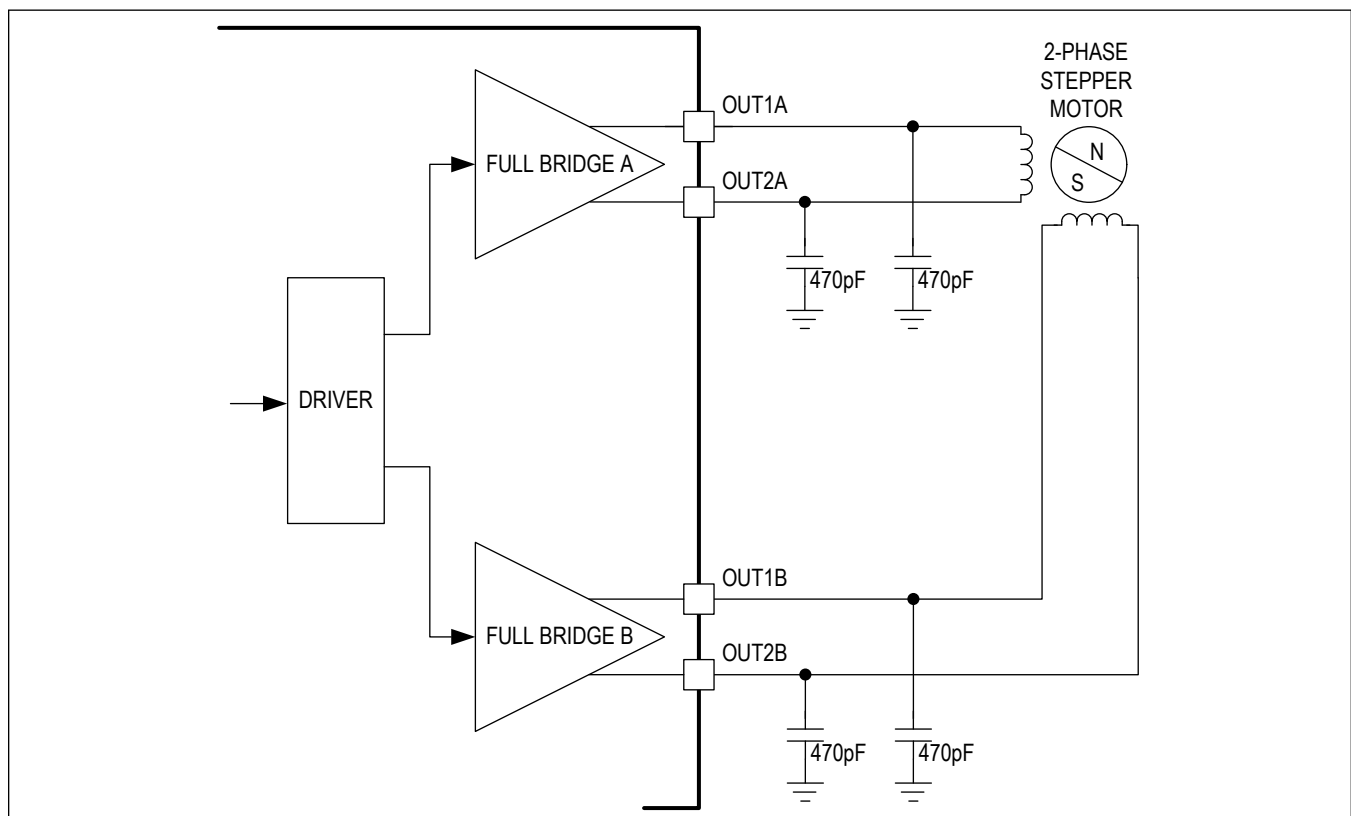 2-PHASE
STEPPER
MOTOR
OUT1A
N
FULL BRIDGE A
OUT2A
S
470pF
470pF
DRIVER
OUT1B
FULL BRIDGE B
OUT2B
470pF
470pF